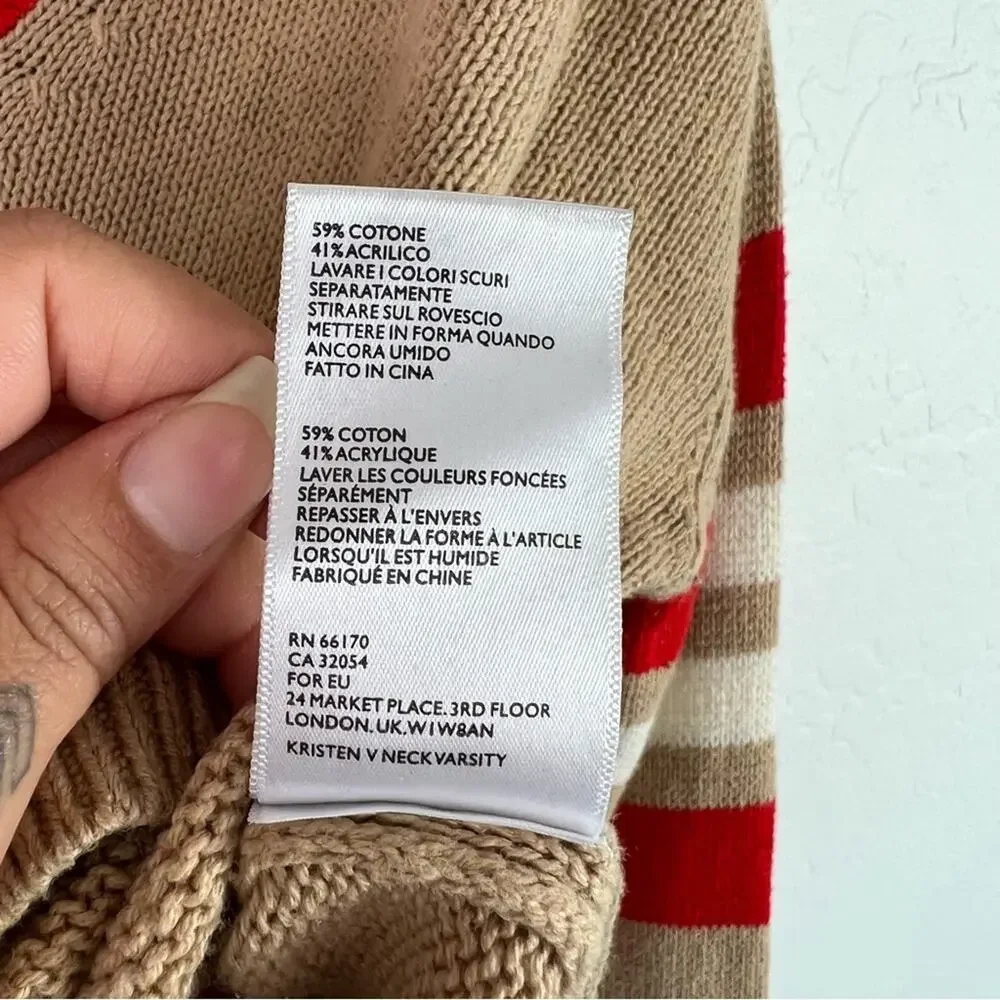 59% COTONE
41% ACRILICO
LAVARE I COLORI SCURI
SEPARATAMENTE
STIRARE SUL ROVESCIO
METTERE IN FORMA QUANDO
ANCORA UMIDO
FATTO IN CINA
59% COTON
41% ACRYLIQUE
LAVER LES COULEURS FONCÉES
SÉPARÉMENT
REPASSER À L'ENVERS
REDONNER LA FORME À L'ARTICLE
LORSQU'IL EST HUMIDE
FABRIQUÉ EN CHINE
RN 66170
CA 32054
FOR EU
24 MARKET PLACE. 3RD FLOOR
LONDON. UK. W1W8AN
KRISTEN V NECK VARSITY